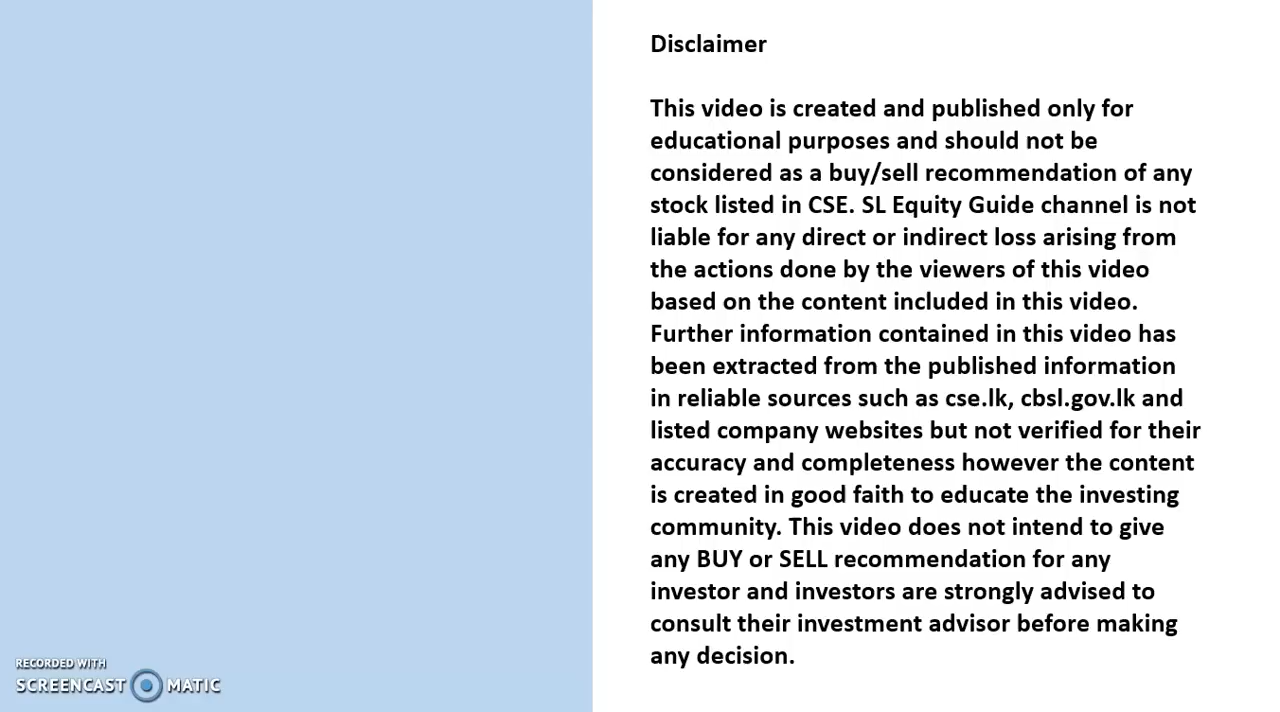 Disclaimer
This video is created and published only for
educational purposes and should not be
considered as a buy/sell recommendation of any
stock listed in CSE. SL Equity Guide channel is not
liable for any direct or indirect loss arising from
the actions done by the viewers of this video
based on the content included in this video.
Further information contained in this video has
been extracted from the published information
in reliable sources such as cse.lk, cbsl.gov.lk and
listed company websites but not verified for their
accuracy and completeness however the content
is created in good faith to educate the investing
community. This video does not intend to give
any BUY or SELL recommendation for any
investor and investors are strongly advised to
consult their investment advisor before making
any decision.
RECORDED WITH
SCREENCAST MATIC